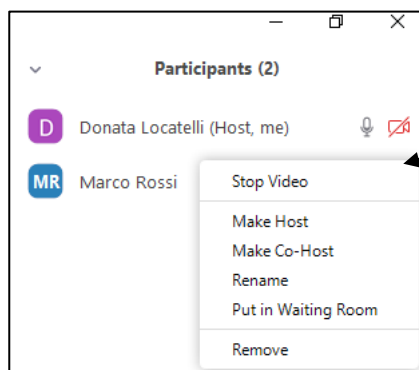 Participants (2)
D Donata Locatelli (Host, me)
MR Marco Rossi
Stop Video
Make Host
Make Co-Host
Rename
Put in Waiting Room
Remove